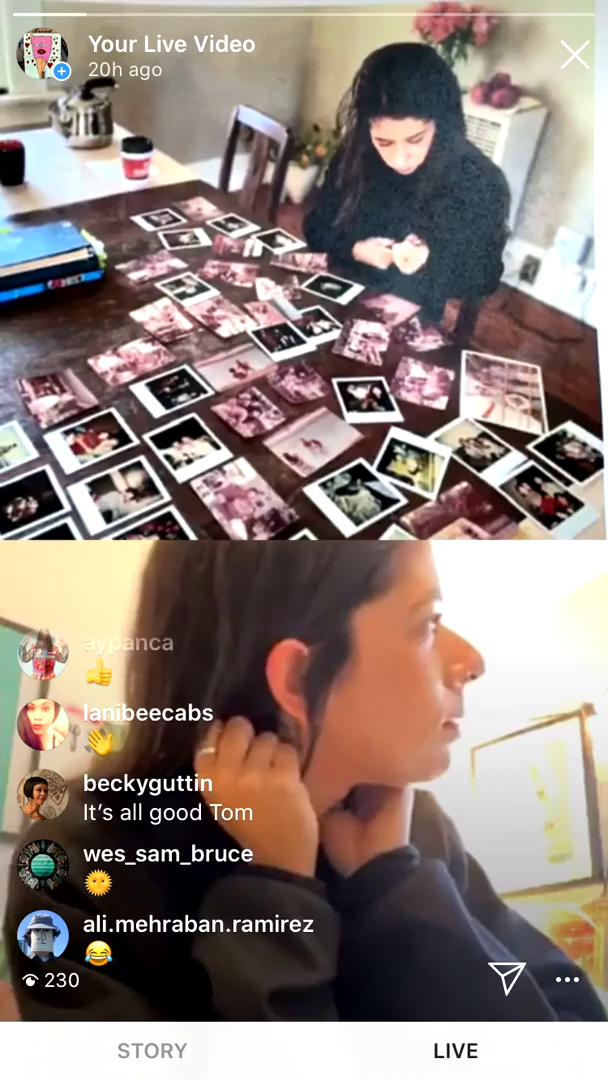 Your Live Video
20h ago
aypanca
👍
lanibeecabs
👋
beckyguttin
It's all good Tom
wes_sam_bruce
🌞
ali.mehraban.ramirez
😂
230
STORY
LIVE